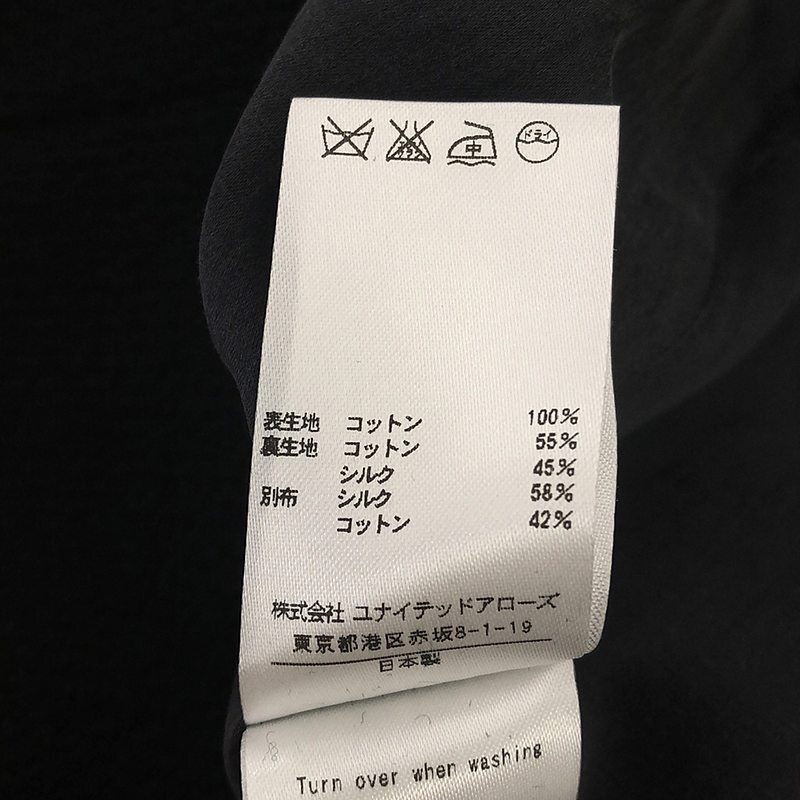 中 ドライ
表生地 コットン 100%
裏生地 コットン 55%
シルク 45%
別布 シルク 58%
コットン 42%
株式会社 ユナイテッドアローズ
東京都港区赤坂8-1-19
日本製
Turn over when washing